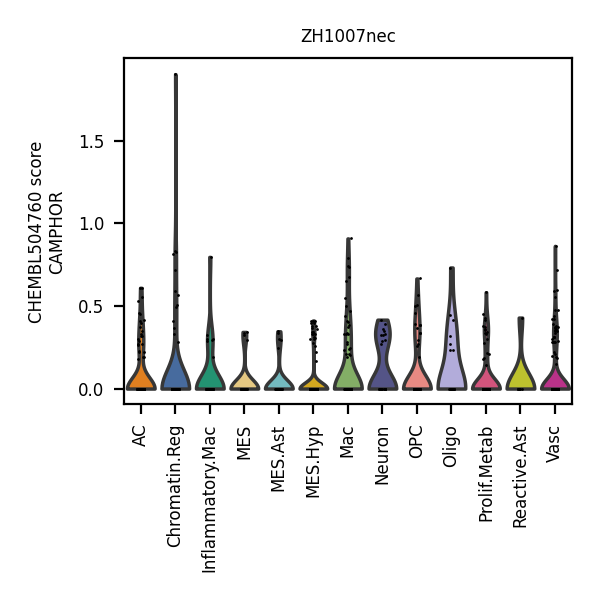 ZH1007nec
CHEMBL504760 score
CAMPHOR
1.5
1.0
0.5
0.0
AC
Chromatin.Reg
Inflammatory.Mac
MES
MES.Ast
MES.Hyp
Mac
Neuron
OPC
Oligo
Prolif.Metab
Reactive.Ast
Vasc